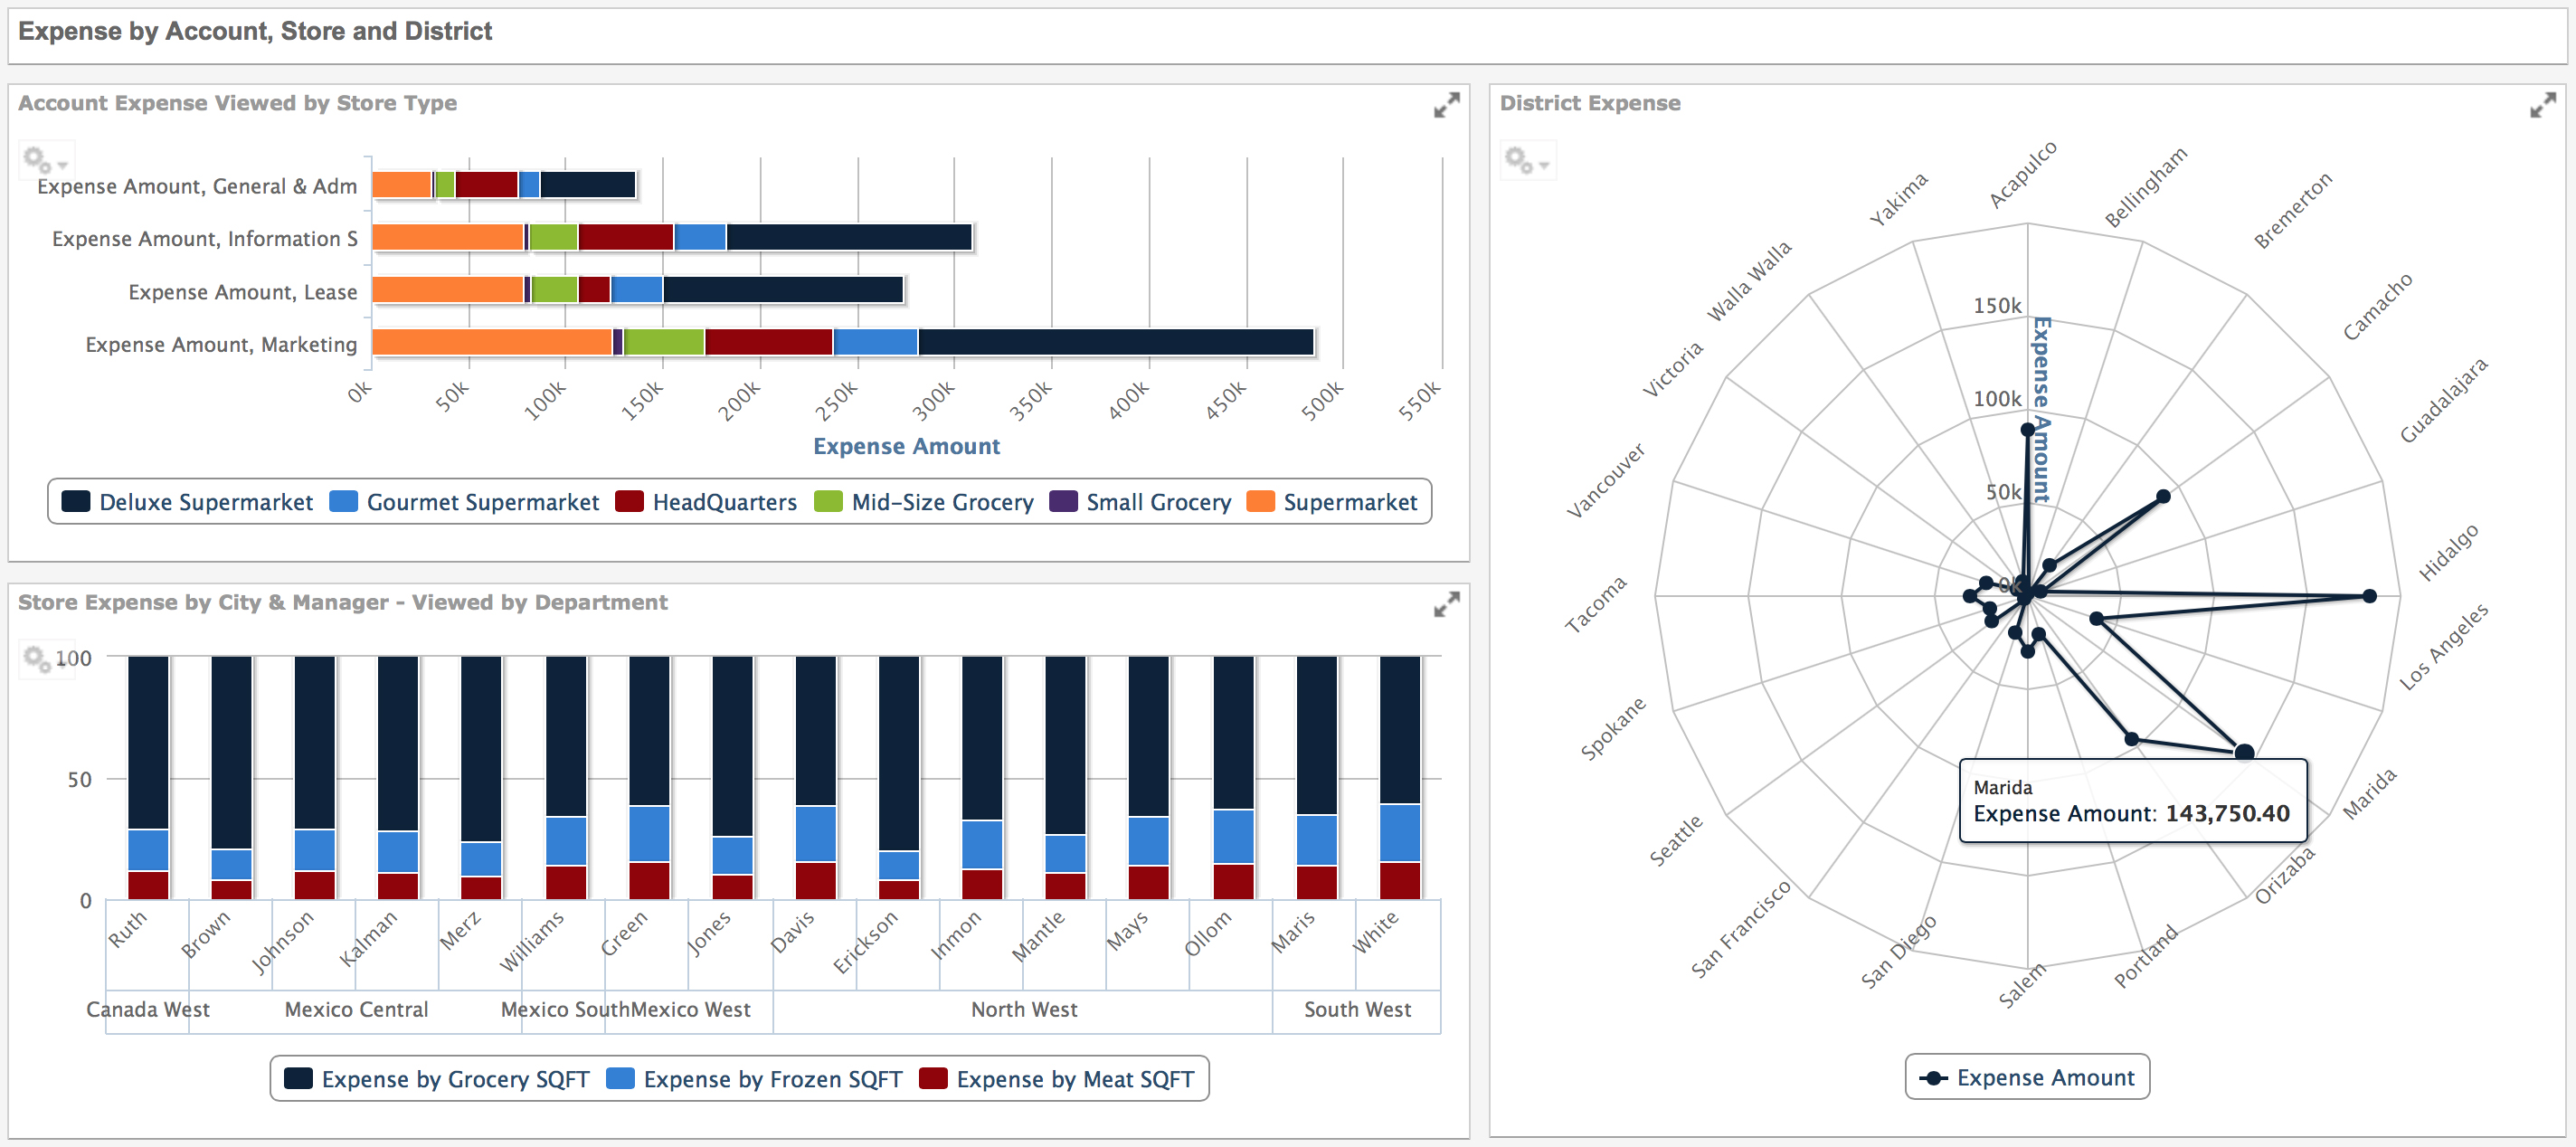 Expense by Account, Store and District
Account Expense Viewed by Store Type
Expense Amount, General & Adm
Expense Amount, Information S
Expense Amount, Lease
Expense Amount, Marketing
0k 50k 100k 150k 200k 250k 300k 350k 400k 450k 500k 550k
Expense Amount
Deluxe Supermarket Gourmet Supermarket HeadQuarters Mid-Size Grocery Small Grocery Supermarket
Store Expense by City & Manager - Viewed by Department
100
50
0
Ruth Brown Johnson Kalman Merz Williams Green Jones Davis Erickson Inmon Mantle Mays Ollom Maris White
Canada West Mexico Central Mexico South Mexico West North West South West
Expense by Grocery SQFT Expense by Frozen SQFT Expense by Meat SQFT
District Expense
Acapulco
Bellingham
Bremerton
Camacho
Guadalajara
Hidalgo
Los Angeles
Marida
Orizaba
Portland
Salem
San Diego
San Francisco
Seattle
Spokane
Tacoma
Vancouver
Victoria
Walla Walla
Yakima
150k
100k
50k
0k
Expense Amount
Marida
Expense Amount: 143,750.40
Expense Amount